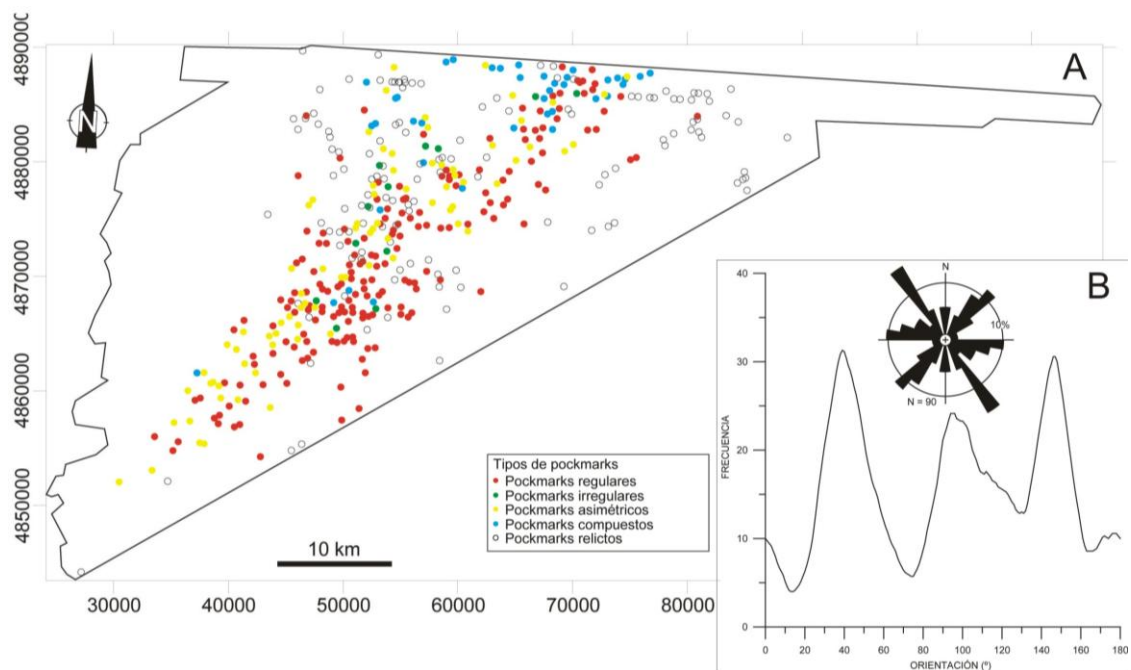 A
N
4890000
4880000
4870000
4860000
4850000
30000 40000 50000 60000 70000 80000
Tipos de pockmarks
Pockmarks regulares
Pockmarks irregulares
Pockmarks asimétricos
Pockmarks compuestos
Pockmarks relictos
10 km
B
N
10%
N = 90
FRECUENCIA
40
30
20
10
0
0 20 40 60 80 100 120 140 160 180
ORIENTACIÓN (º)